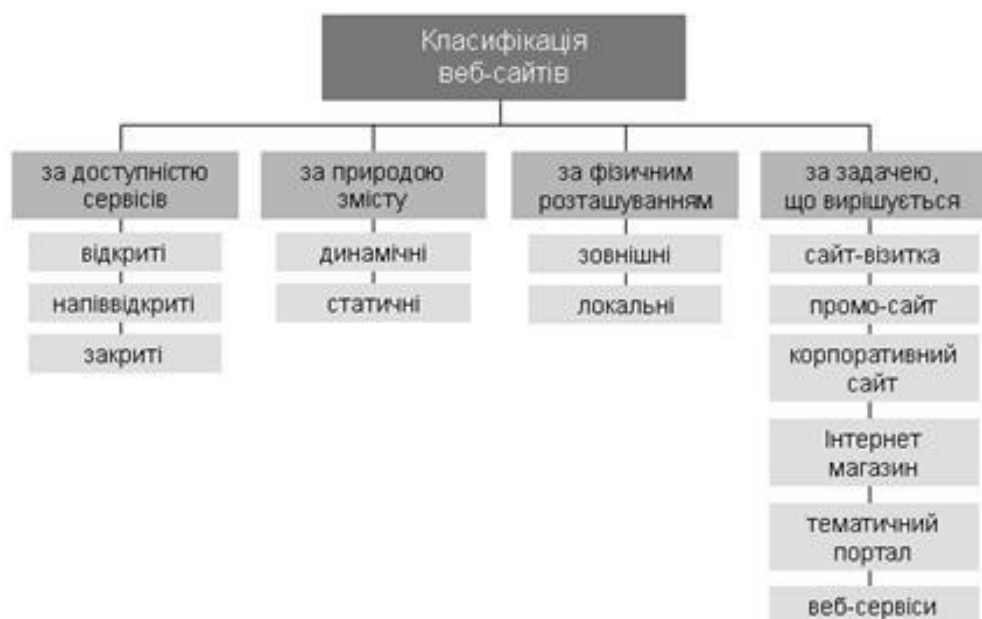 Класифікація
веб-сайтів
за доступністю
сервісів
відкриті
напіввідкриті
закриті
за природою
змісту
динамічні
статичні
за фізичним
розташуванням
зовнішні
локальні
за задачею,
що вирішується
сайт-візитка
промо-сайт
корпоративний
сайт
Інтернет
магазин
тематичний
портал
веб-сервіси